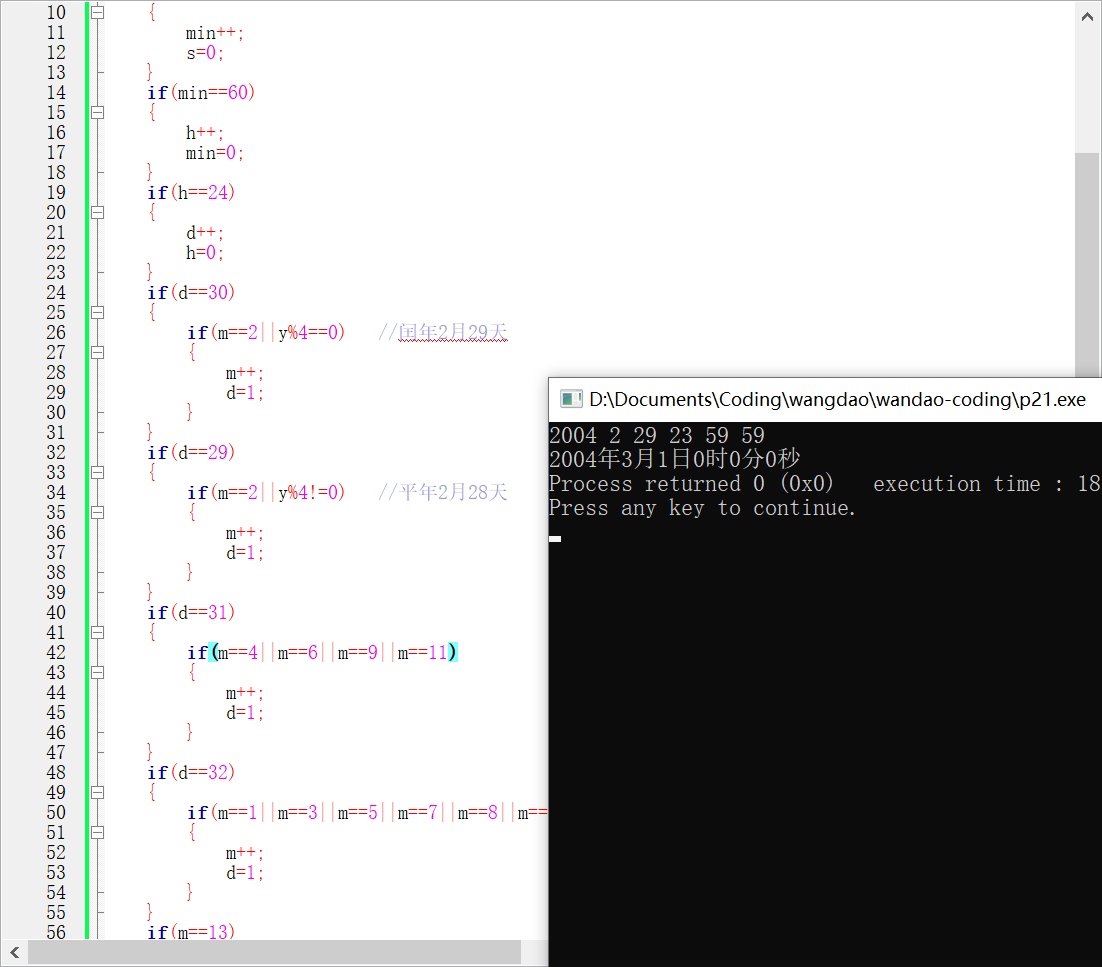 10 {
11 min++;
12 s=0;
13 }
14 if(min==60)
15 {
16 h++;
17 min=0;
18 }
19 if(h==24)
20 {
21 d++;
22 h=0;
23 }
24 if(d==30)
25 {
26 if(m==2||y%4==0) //闰年2月29天
27 {
28 m++;
29 d=1;
30 }
31 }
32 if(d==29)
33 {
34 if(m==2||y%4!=0) //平年2月28天
35 {
36 m++;
37 d=1;
38 }
39 }
40 if(d==31)
41 {
42 if(m==4||m==6||m==9||m==11)
43 {
44 m++;
45 d=1;
46 }
47 }
48 if(d==32)
49 {
50 if(m==1||m==3||m==5||m==7||m==8||m==
51 {
52 m++;
53 d=1;
54 }
55 }
56 if(m==13)
D:\Documents\Coding\wangdao\wandao-coding\p21.exe
2004 2 29 23 59 59
2004年3月1日0时0分0秒
Process returned 0 (0x0) execution time : 18
Press any key to continue.